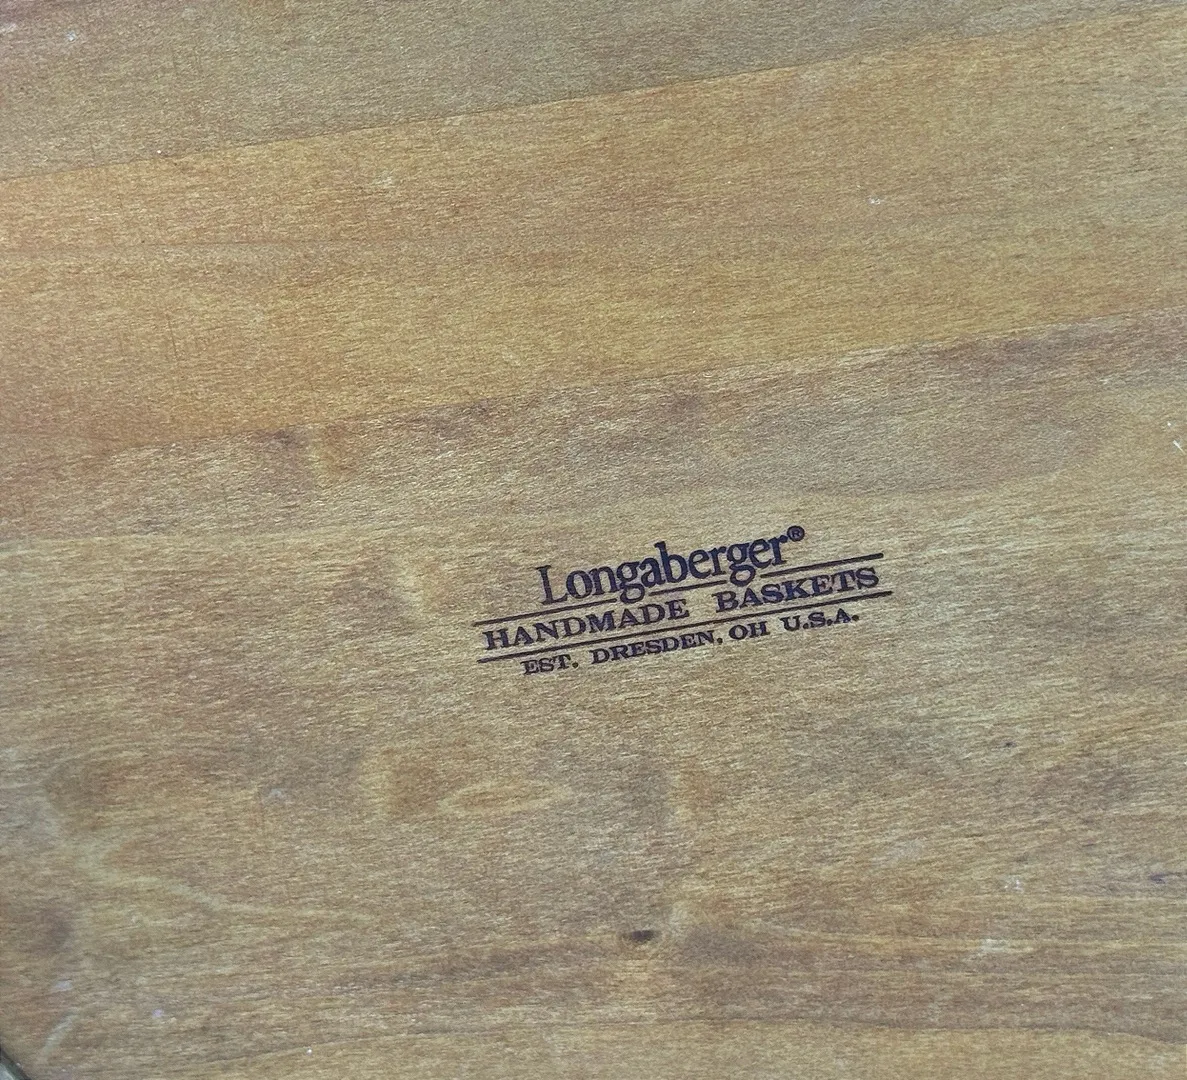 Longaberger®
HANDMADE BASKETS
EST. DRESDEN, OH U.S.A.